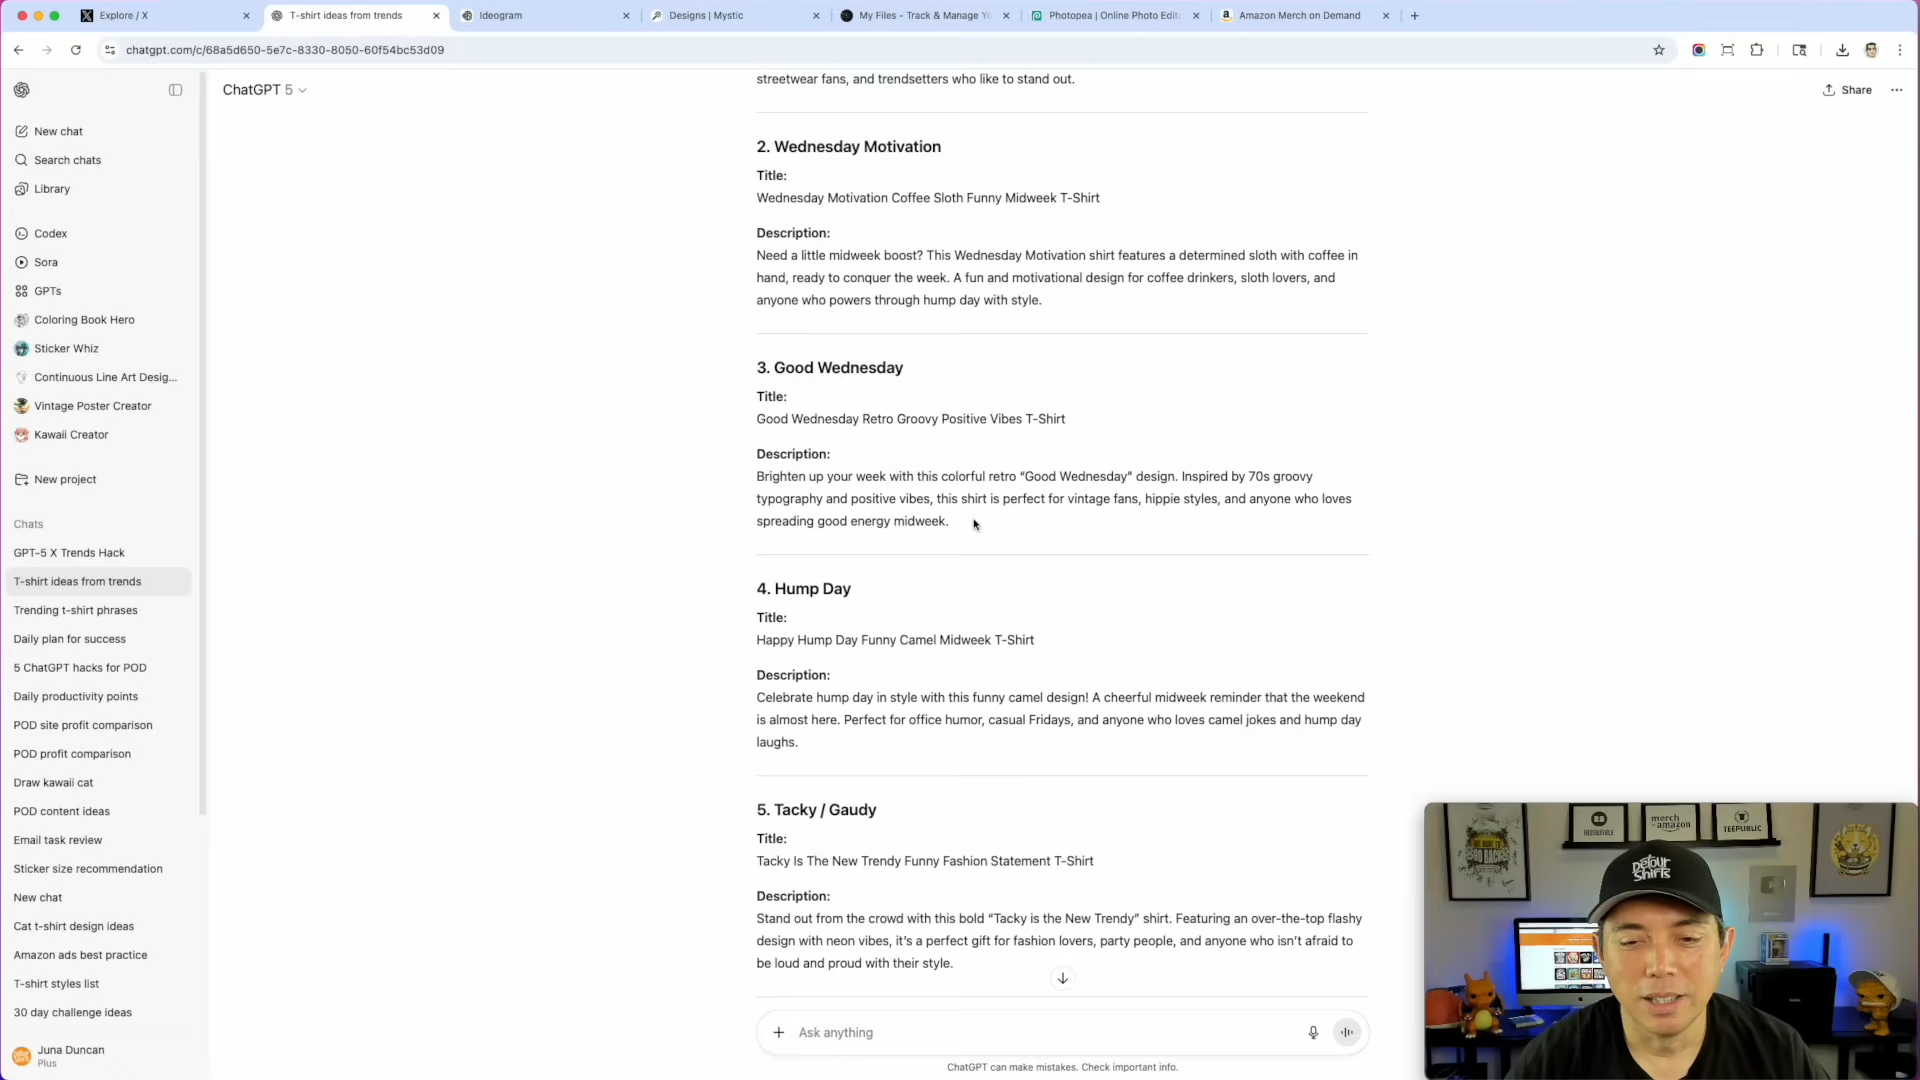 Explore / X
T-shirt ideas from trends
Ideogram
Designs | Mystic
My Files - Track & Manage Yo
Photopea | Online Photo Edit
Amazon Merch on Demand
chatgpt.com/c/68a5d650-5e7c-8330-8050-60f54bc53d09
ChatGPT 5
Share
New chat
Search chats
Library
Codex
Sora
GPTs
Coloring Book Hero
Sticker Whiz
Continuous Line Art Desig...
Vintage Poster Creator
Kawaii Creator
New project
Chats
GPT-5 X Trends Hack
T-shirt ideas from trends
Trending t-shirt phrases
Daily plan for success
5 ChatGPT hacks for POD
Daily productivity points
POD site profit comparison
POD profit comparison
Draw kawaii cat
POD content ideas
Email task review
Sticker size recommendation
New chat
Cat t-shirt design ideas
Amazon ads best practice
T-shirt styles list
30 day challenge ideas
Juna Duncan
Plus
streetwear fans, and trendsetters who like to stand out.
2. Wednesday Motivation
Title:
Wednesday Motivation Coffee Sloth Funny Midweek T-Shirt
Description:
Need a little midweek boost? This Wednesday Motivation shirt features a determined sloth with coffee in
hand, ready to conquer the week. A fun and motivational design for coffee drinkers, sloth lovers, and
anyone who powers through hump day with style.
3. Good Wednesday
Title:
Good Wednesday Retro Groovy Positive Vibes T-Shirt
Description:
Brighten up your week with this colorful retro “Good Wednesday” design. Inspired by 70s groovy
typography and positive vibes, this shirt is perfect for vintage fans, hippie styles, and anyone who loves
spreading good energy midweek.
4. Hump Day
Title:
Happy Hump Day Funny Camel Midweek T-Shirt
Description:
Celebrate hump day in style with this funny camel design! A cheerful midweek reminder that the weekend
is almost here. Perfect for office humor, casual Fridays, and anyone who loves camel jokes and hump day
laughs.
5. Tacky / Gaudy
Title:
Tacky Is The New Trendy Funny Fashion Statement T-Shirt
Description:
Stand out from the crowd with this bold “Tacky is the New Trendy” shirt. Featuring an over-the-top flashy
design with neon vibes, it’s a perfect gift for fashion lovers, party people, and anyone who isn’t afraid to
be loud and proud with their style.
Ask anything
ChatGPT can make mistakes. Check important info.
REDBUBBLE
merch
amazon
TEEPUBLIC
GO BACK
DeTour
Shirts